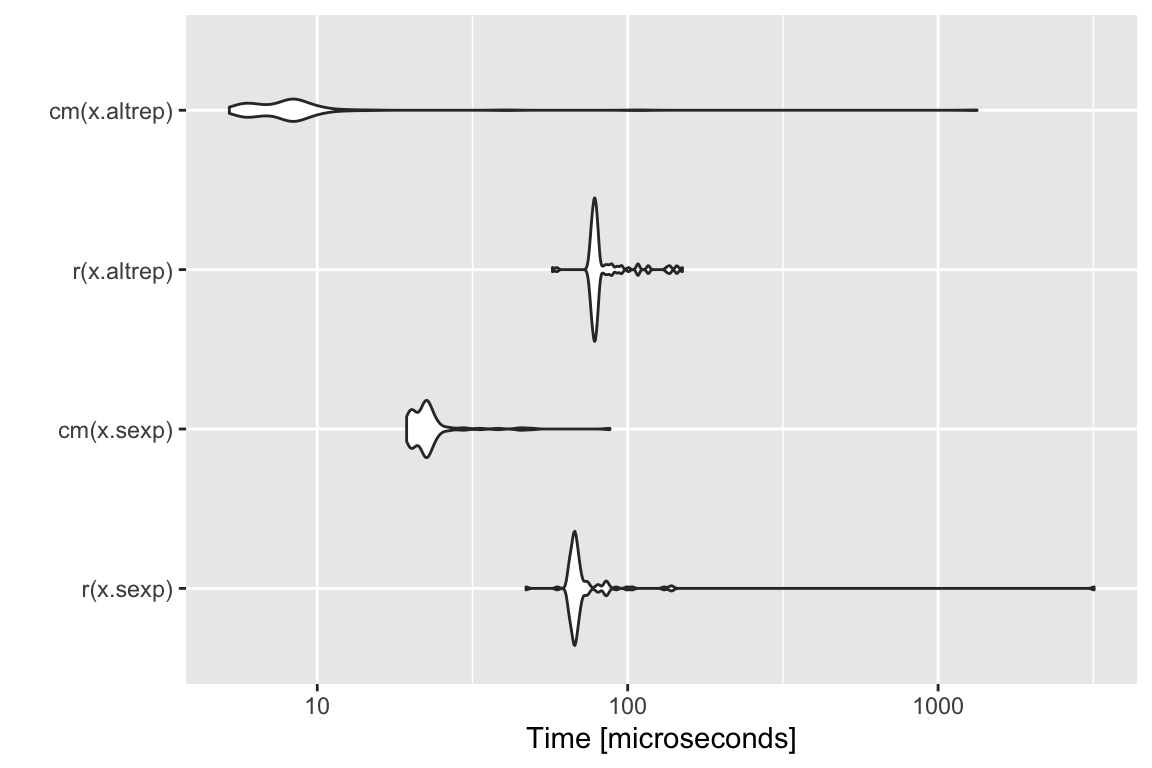 cm(x.altrep)
r(x.altrep)
cm(x.sexp)
r(x.sexp)
10 100 1000
Time [microseconds]